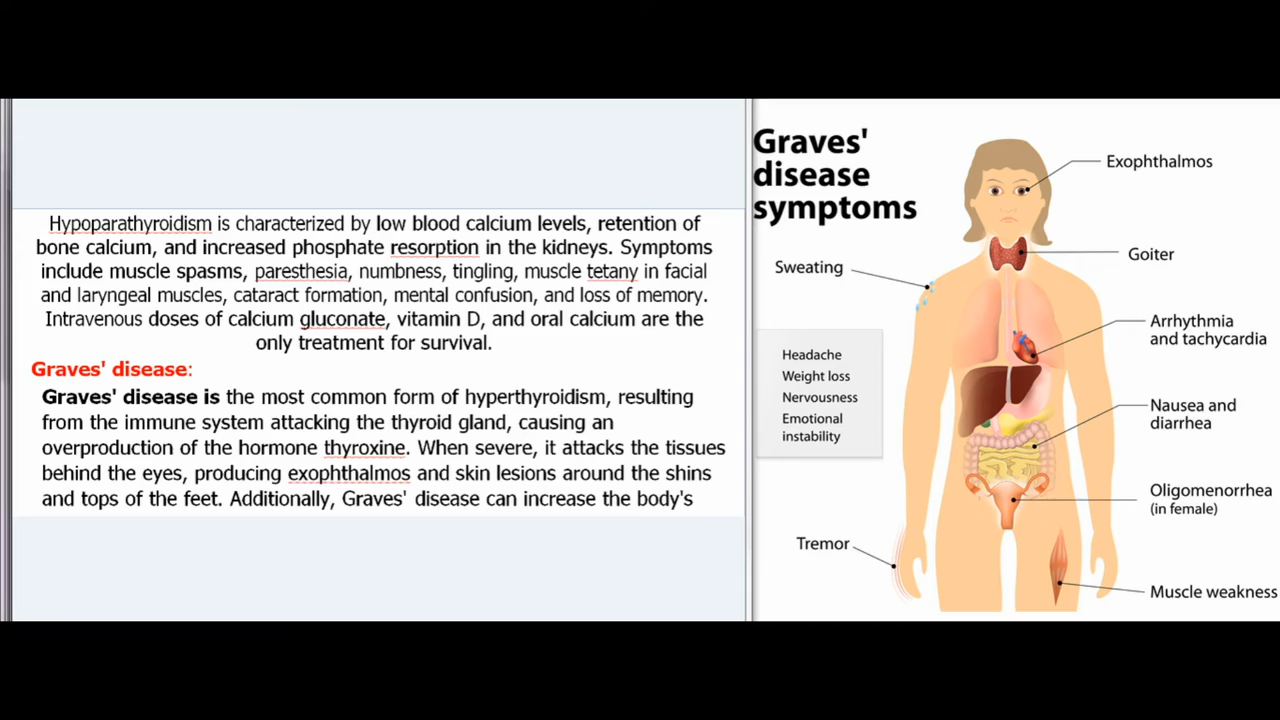 Hypoparathyroidism is characterized by low blood calcium levels, retention of
bone calcium, and increased phosphate resorption in the kidneys. Symptoms
include muscle spasms, paresthesia, numbness, tingling, muscle tetany in facial
and laryngeal muscles, cataract formation, mental confusion, and loss of memory.
Intravenous doses of calcium gluconate, vitamin D, and oral calcium are the
only treatment for survival.
Graves' disease:
Graves' disease is the most common form of hyperthyroidism, resulting
from the immune system attacking the thyroid gland, causing an
overproduction of the hormone thyroxine. When severe, it attacks the tissues
behind the eyes, producing exophthalmos and skin lesions around the shins
and tops of the feet. Additionally, Graves' disease can increase the body's
Graves'
disease
symptoms
Exophthalmos
Goiter
Sweating
Arrhythmia
and tachycardia
Headache
Weight loss
Nervousness
Emotional
instability
Nausea and
diarrhea
Oligomenorrhea
(in female)
Tremor
Muscle weakness